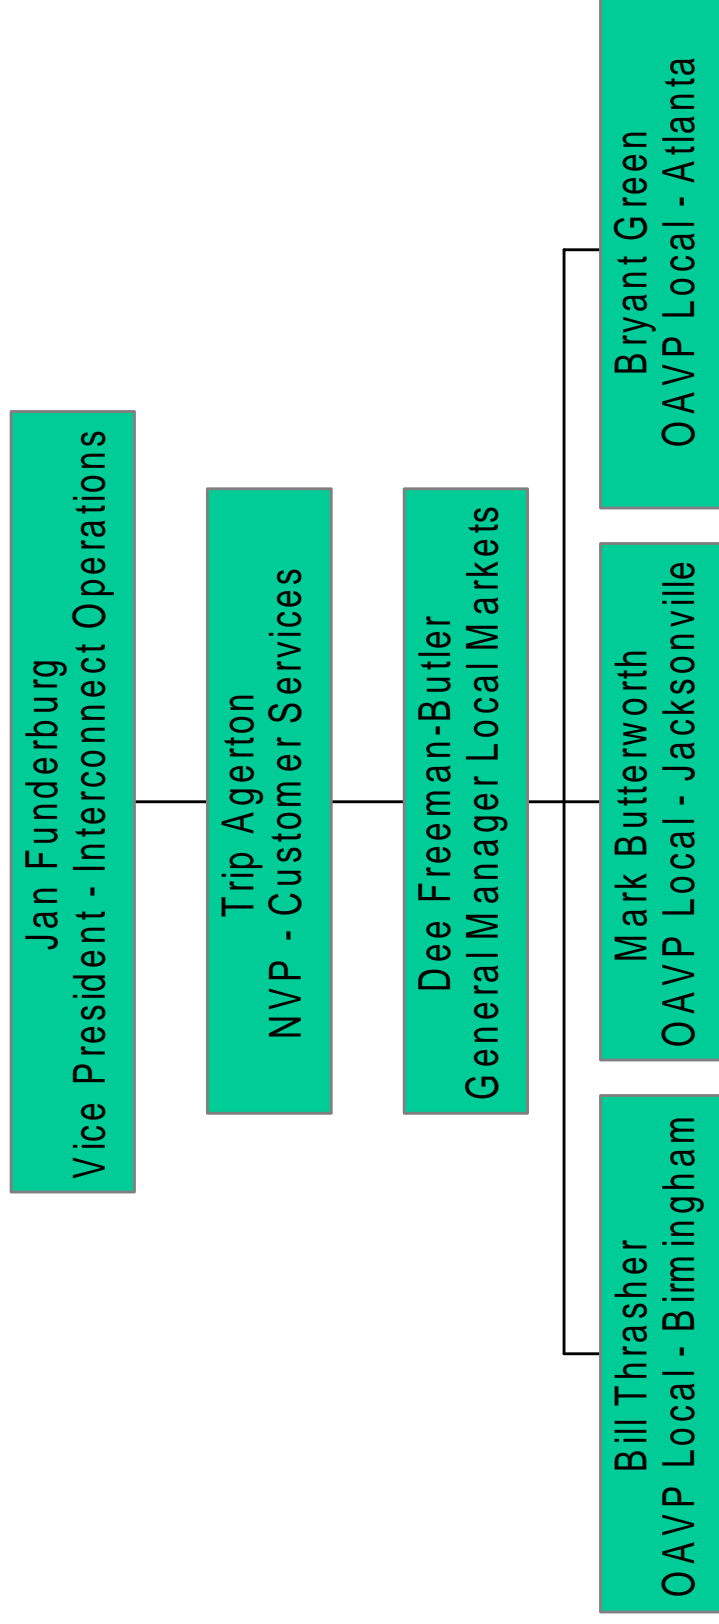 Jan Funderburg
Vice President - Interconnect Operations
Trip Agerton
NVP - Customer Services
Dee Freeman-Butler
General Manager Local Markets
Bill Thrasher
OAVP Local - Birmingham
Mark Butterworth
OAVP Local - Jacksonville
Bryant Green
OAVP Local - Atlanta